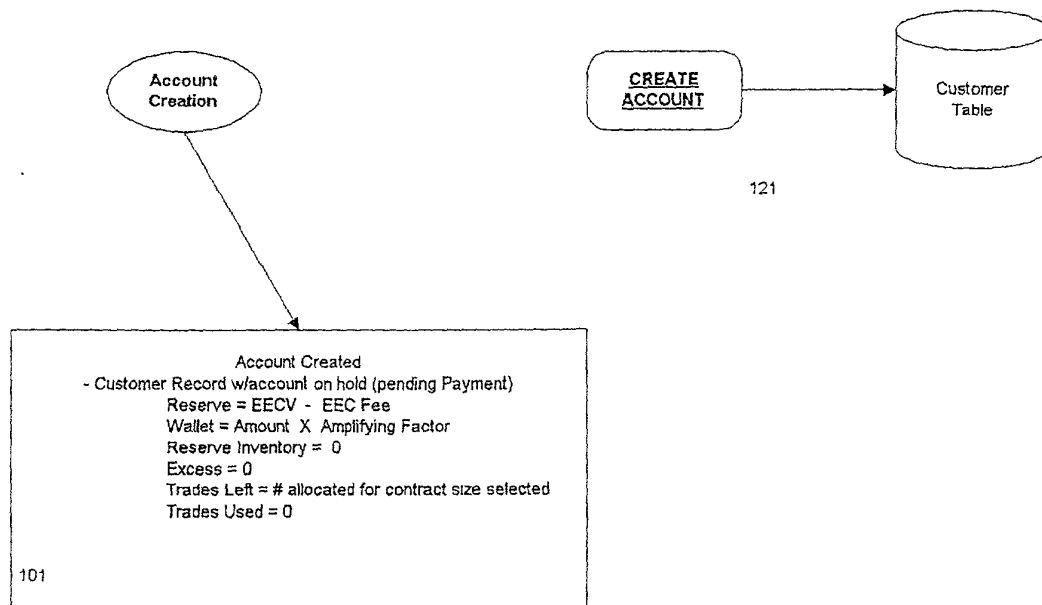 Account
Creation
CREATE
ACCOUNT
Customer
Table
121
Account Created
- Customer Record w/account on hold (pending Payment)
Reserve = EECV - EEC Fee
Wallet = Amount X Amplifying Factor
Reserve Inventory = 0
Excess = 0
Trades Left = # allocated for contract size selected
Trades Used = 0
101